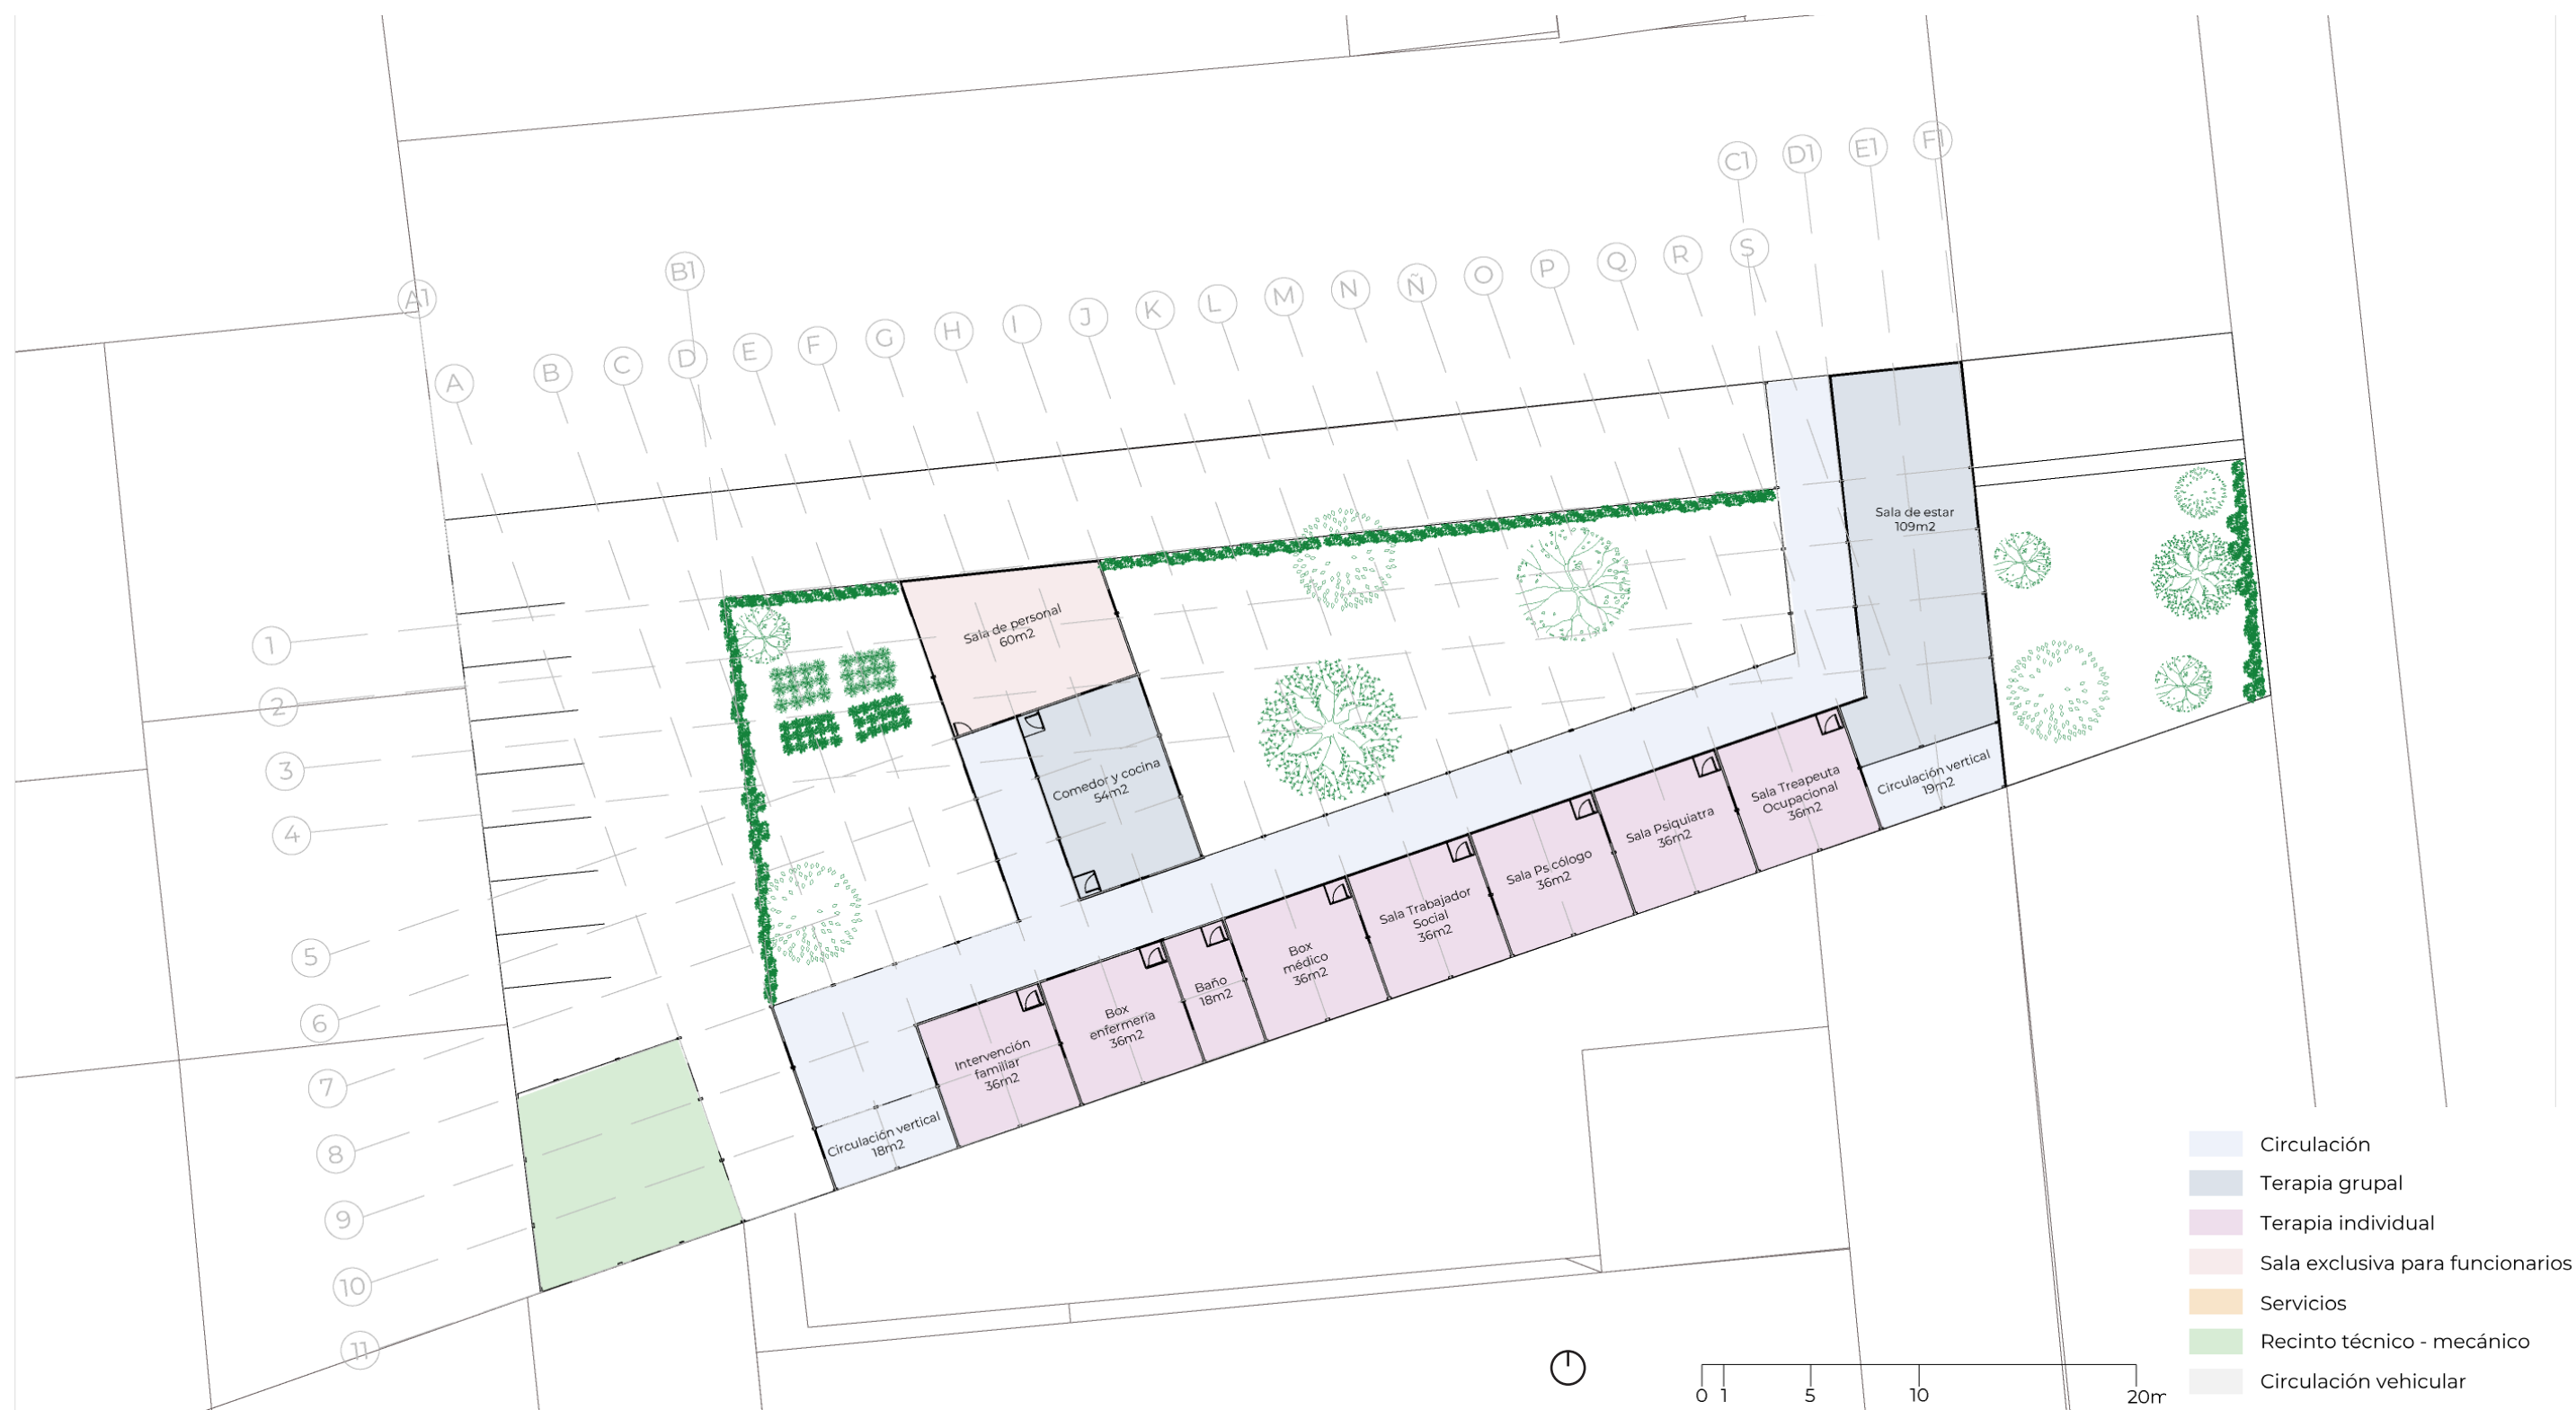 C1 D1 E1 F1
A1 B1
A B C D E F G H I J K L M N Ñ O P Q R S
1
2
3
4
5
6
7
8
9
10
11
Sala de estar
109m2
Sala de personal
60m2
Comedor y cocina
54m2
Circulación vertical
19m2
Sala Treapeuta
Ocupacional
36m2
Sala Psiquiatra
36m2
Sala Ps cólogo
36m2
Sala Trabajador
Social
36m2
Box
médico
36m2
Baño
18m2
Box
enfermería
36m2
Intervención
familiar
36m2
Circulación vertical
18m2
Circulación
Terapia grupal
Terapia individual
Sala exclusiva para funcionarios
Servicios
Recinto técnico - mecánico
Circulación vehicular
0 1 5 10 20m